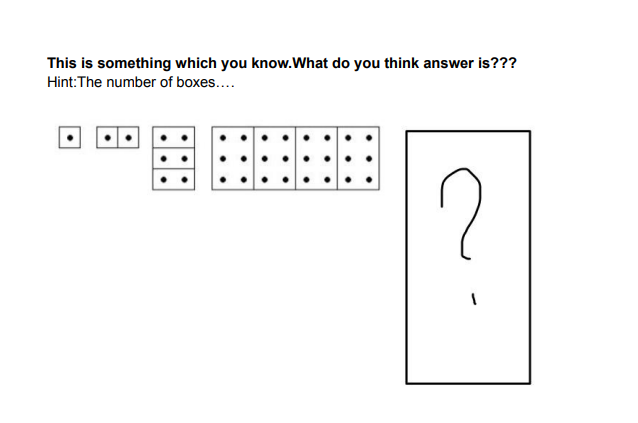 This is something which you know.What do you think answer is???
Hint:The number of boxes....
?